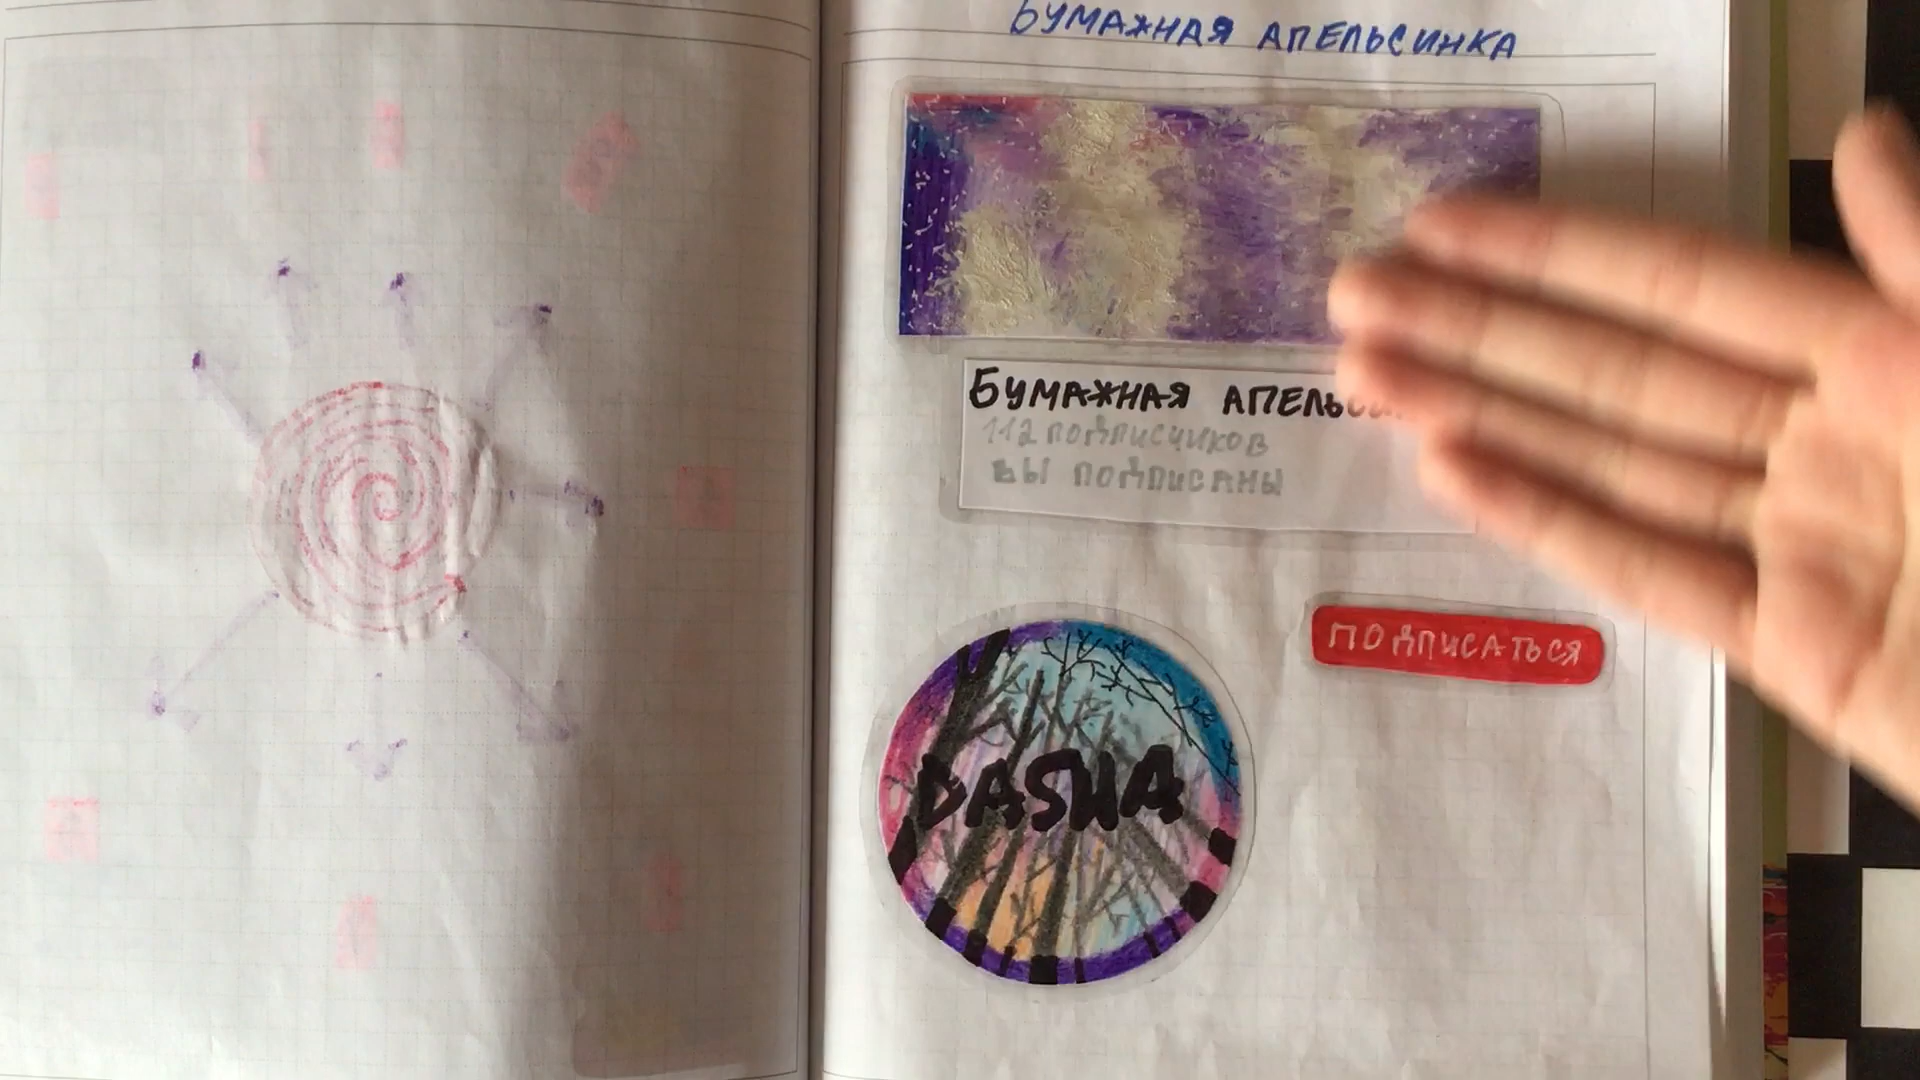 БУМАЖНАЯ АПЕЛЬСИНКА
БУМАЖНАЯ
112 подписчиков
вы подписаны
ПОДПИСАТЬСЯ
DASHA